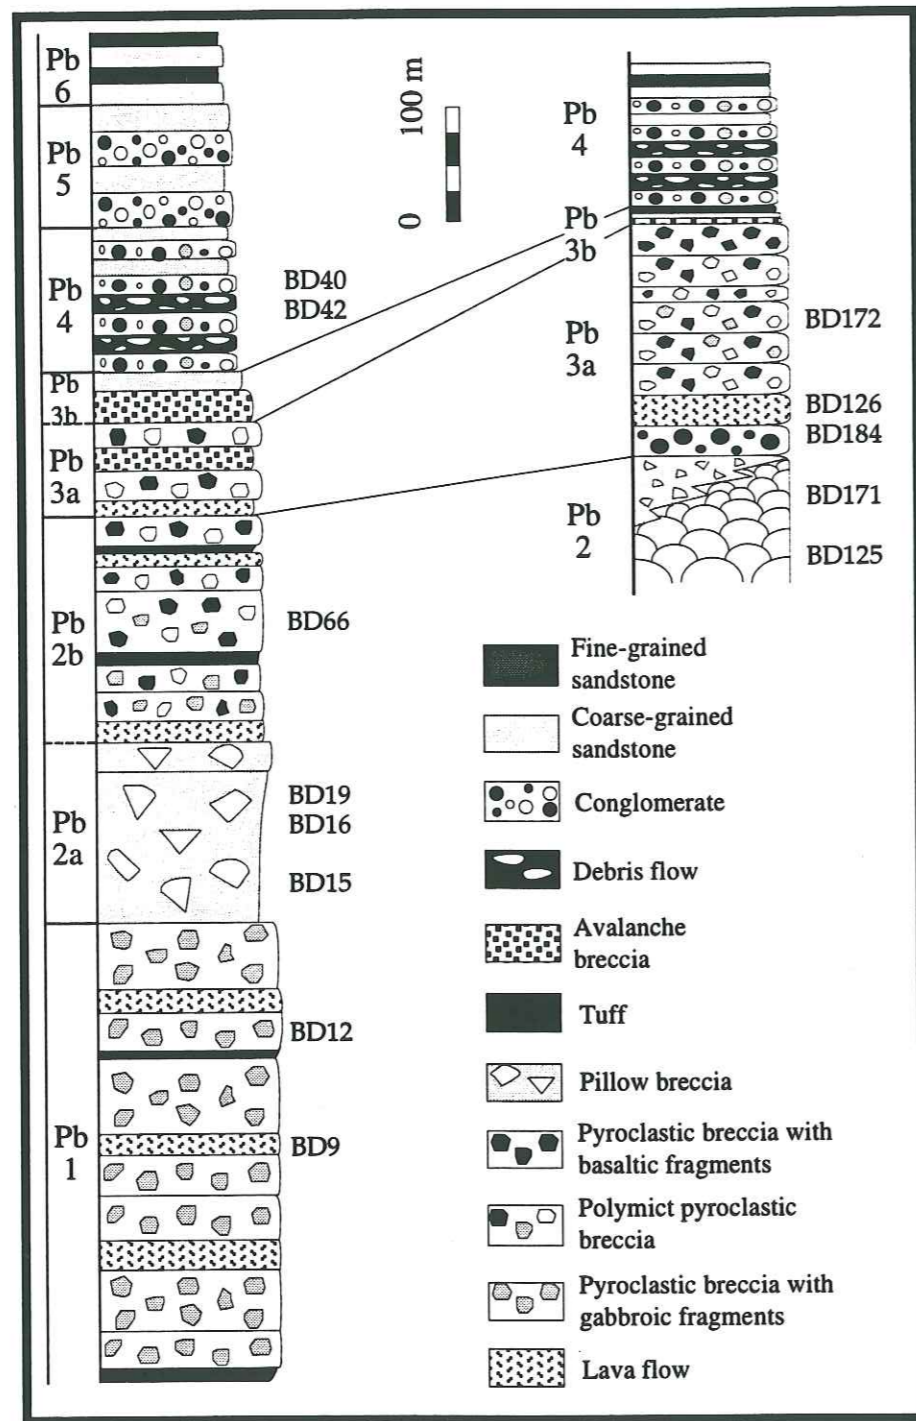 Pb
6
Pb
5
Pb
4
Pb
3b
Pb
3a
Pb
2b
Pb
2a
Pb
1
BD40
BD42
BD66
BD19
BD16
BD15
BD12
BD9
100 m
0
Pb
4
Pb
3b
Pb
3a
Pb
2
BD172
BD126
BD184
BD171
BD125
Fine-grained
sandstone
Coarse-grained
sandstone
Conglomerate
Debris flow
Avalanche
breccia
Tuff
Pillow breccia
Pyroclastic breccia with
basaltic fragments
Polymict pyroclastic
breccia
Pyroclastic breccia with
gabbroic fragments
Lava flow